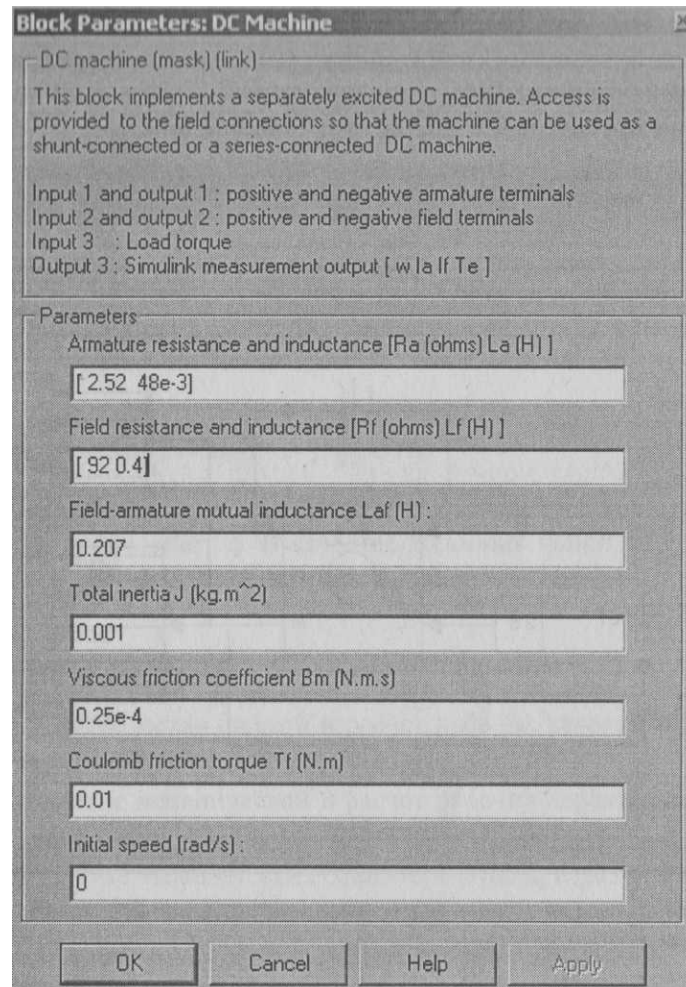 Block Parameters: DC Machine
DC machine (mask) (link)
This block implements a separately excited DC machine. Access is
provided to the field connections so that the machine can be used as a
shunt-connected or a series-connected DC machine.
Input 1 and output 1 : positive and negative armature terminals
Input 2 and output 2 : positive and negative field terminals
Input 3 : Load torque
Output 3 : Simulink measurement output [ w Ia If Te ]
Parameters
Armature resistance and inductance [Ra (ohms) La (H) ]
[ 2.52 48e-3]
Field resistance and inductance [Rf (ohms) Lf (H) ]
[ 92 0.4]
Field-armature mutual inductance Laf (H) :
0.207
Total inertia J (kg.m^2)
0.001
Viscous friction coefficient Bm (N.m.s)
0.25e-4
Coulomb friction torque Tf (N.m)
0.01
Initial speed (rad/s) :
0
OK
Cancel
Help
Apply